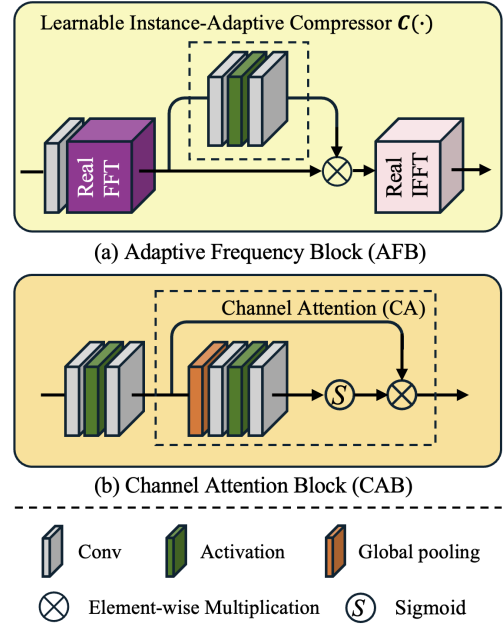 Learnable Instance-Adaptive Compressor C(·)
Real
FFT
Real
IFFT
(a) Adaptive Frequency Block (AFB)
Channel Attention (CA)
S
(b) Channel Attention Block (CAB)
Conv
Activation
Global pooling
Element-wise Multiplication
S
Sigmoid